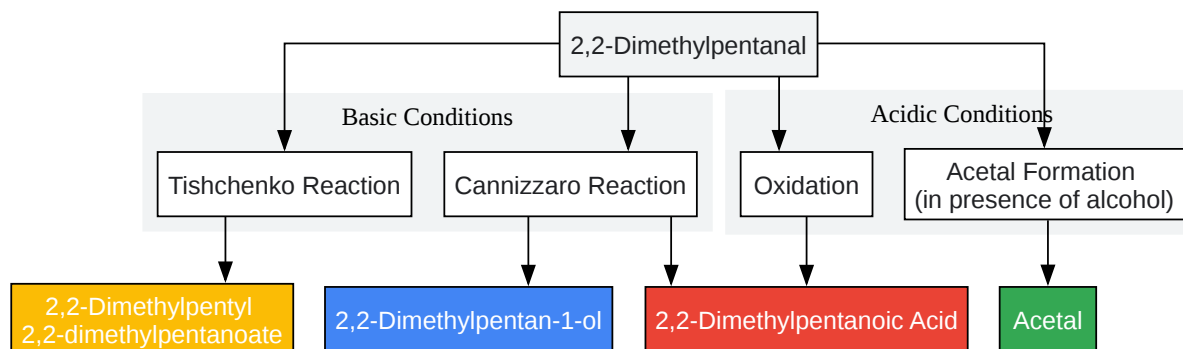 2,2-Dimethylpentanal
Basic Conditions
Acidic Conditions
Tishchenko Reaction
Cannizzaro Reaction
Oxidation
Acetal Formation
(in presence of alcohol)
2,2-Dimethylpentyl
2,2-dimethylpentanoate
2,2-Dimethylpentan-1-ol
2,2-Dimethylpentanoic Acid
Acetal